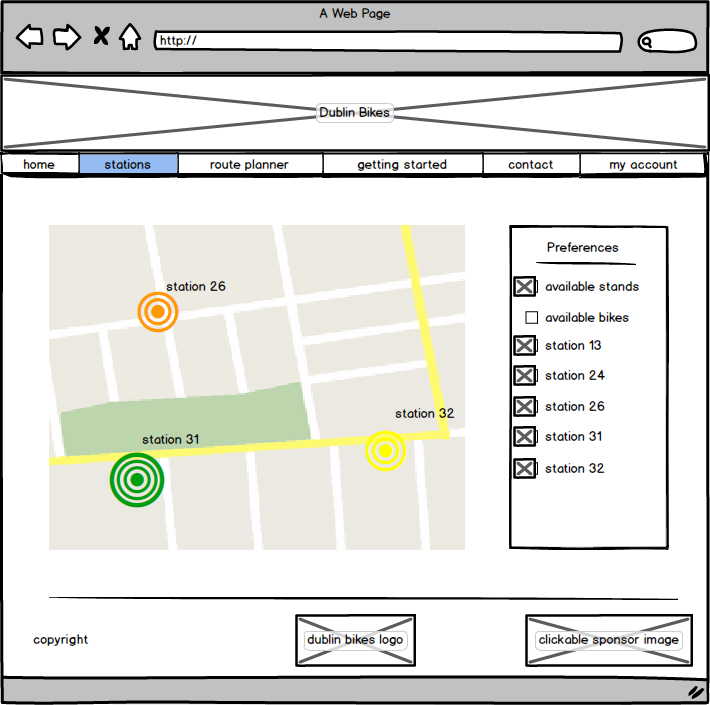 A Web Page
http://
Dublin Bikes
home stations route planner getting started contact my account
Preferences
available stands
available bikes
station 13
station 24
station 26
station 31
station 32
station 26
station 32
station 31
copyright
dublin bikes logo
clickable sponsor image